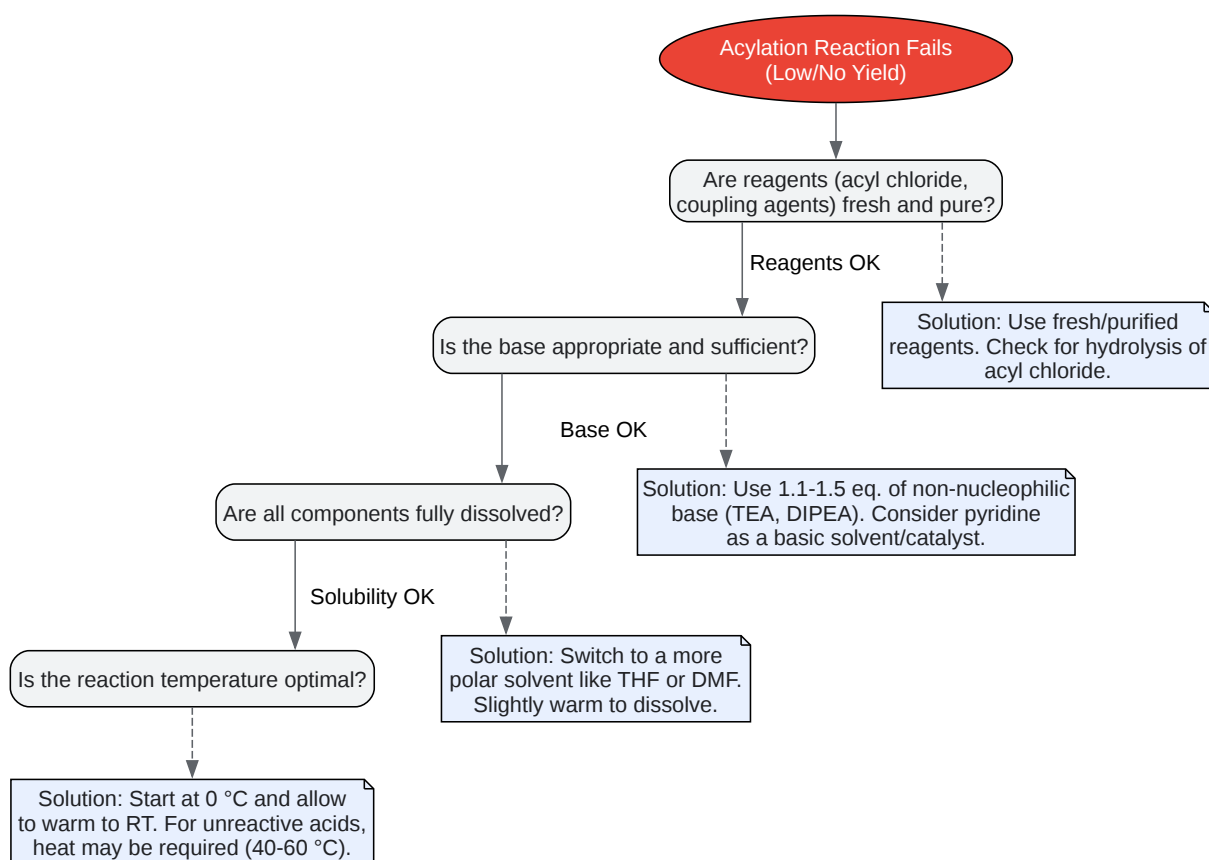 Acylation Reaction Fails
(Low/No Yield)
Are reagents (acyl chloride,
coupling agents) fresh and pure?
Reagents OK
Solution: Use fresh/purified
reagents. Check for hydrolysis of
acyl chloride.
Is the base appropriate and sufficient?
Base OK
Solution: Use 1.1-1.5 eq. of non-nucleophilic
base (TEA, DIPEA). Consider pyridine
as a basic solvent/catalyst.
Are all components fully dissolved?
Solubility OK
Solution: Switch to a more
polar solvent like THF or DMF.
Slightly warm to dissolve.
Is the reaction temperature optimal?
Solution: Start at 0 °C and allow
to warm to RT. For unreactive acids,
heat may be required (40-60 °C).